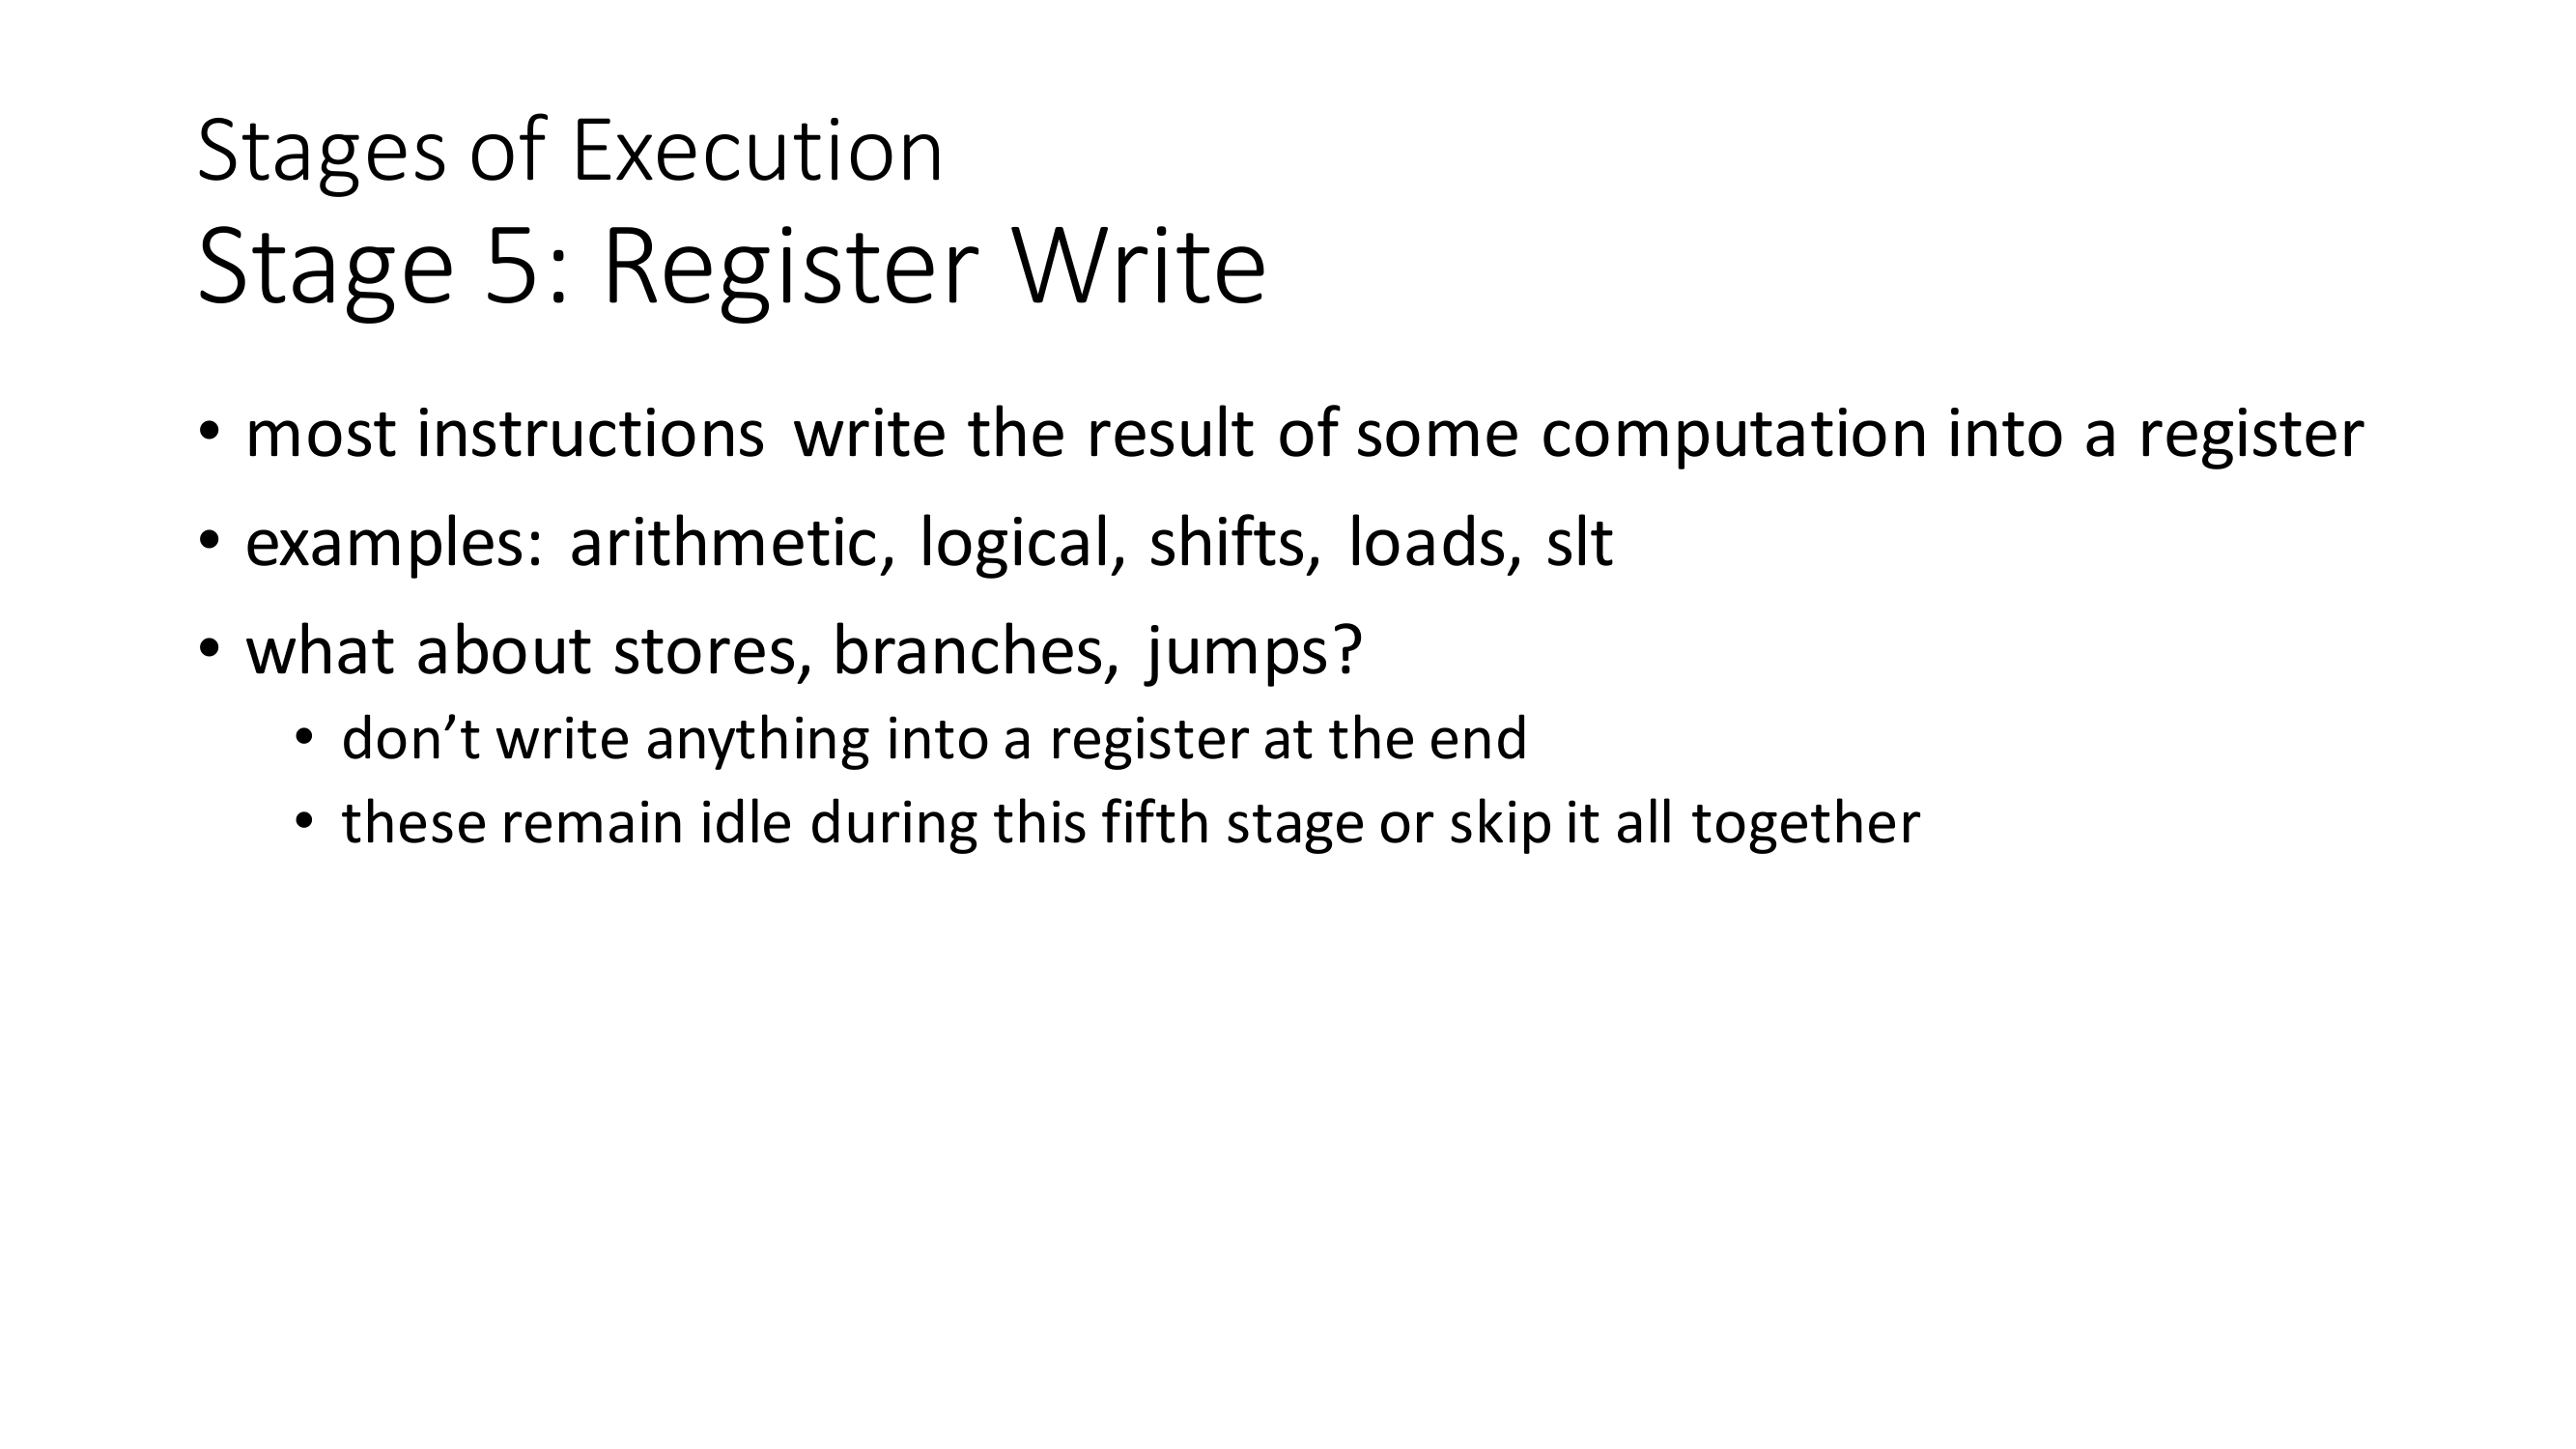 Stages of Execution
Stage 5: Register Write
• most instructions write the result of some computation into a register
• examples: arithmetic, logical, shifts, loads, slt
• what about stores, branches, jumps?
• don’t write anything into a register at the end
• these remain idle during this fifth stage or skip it all together